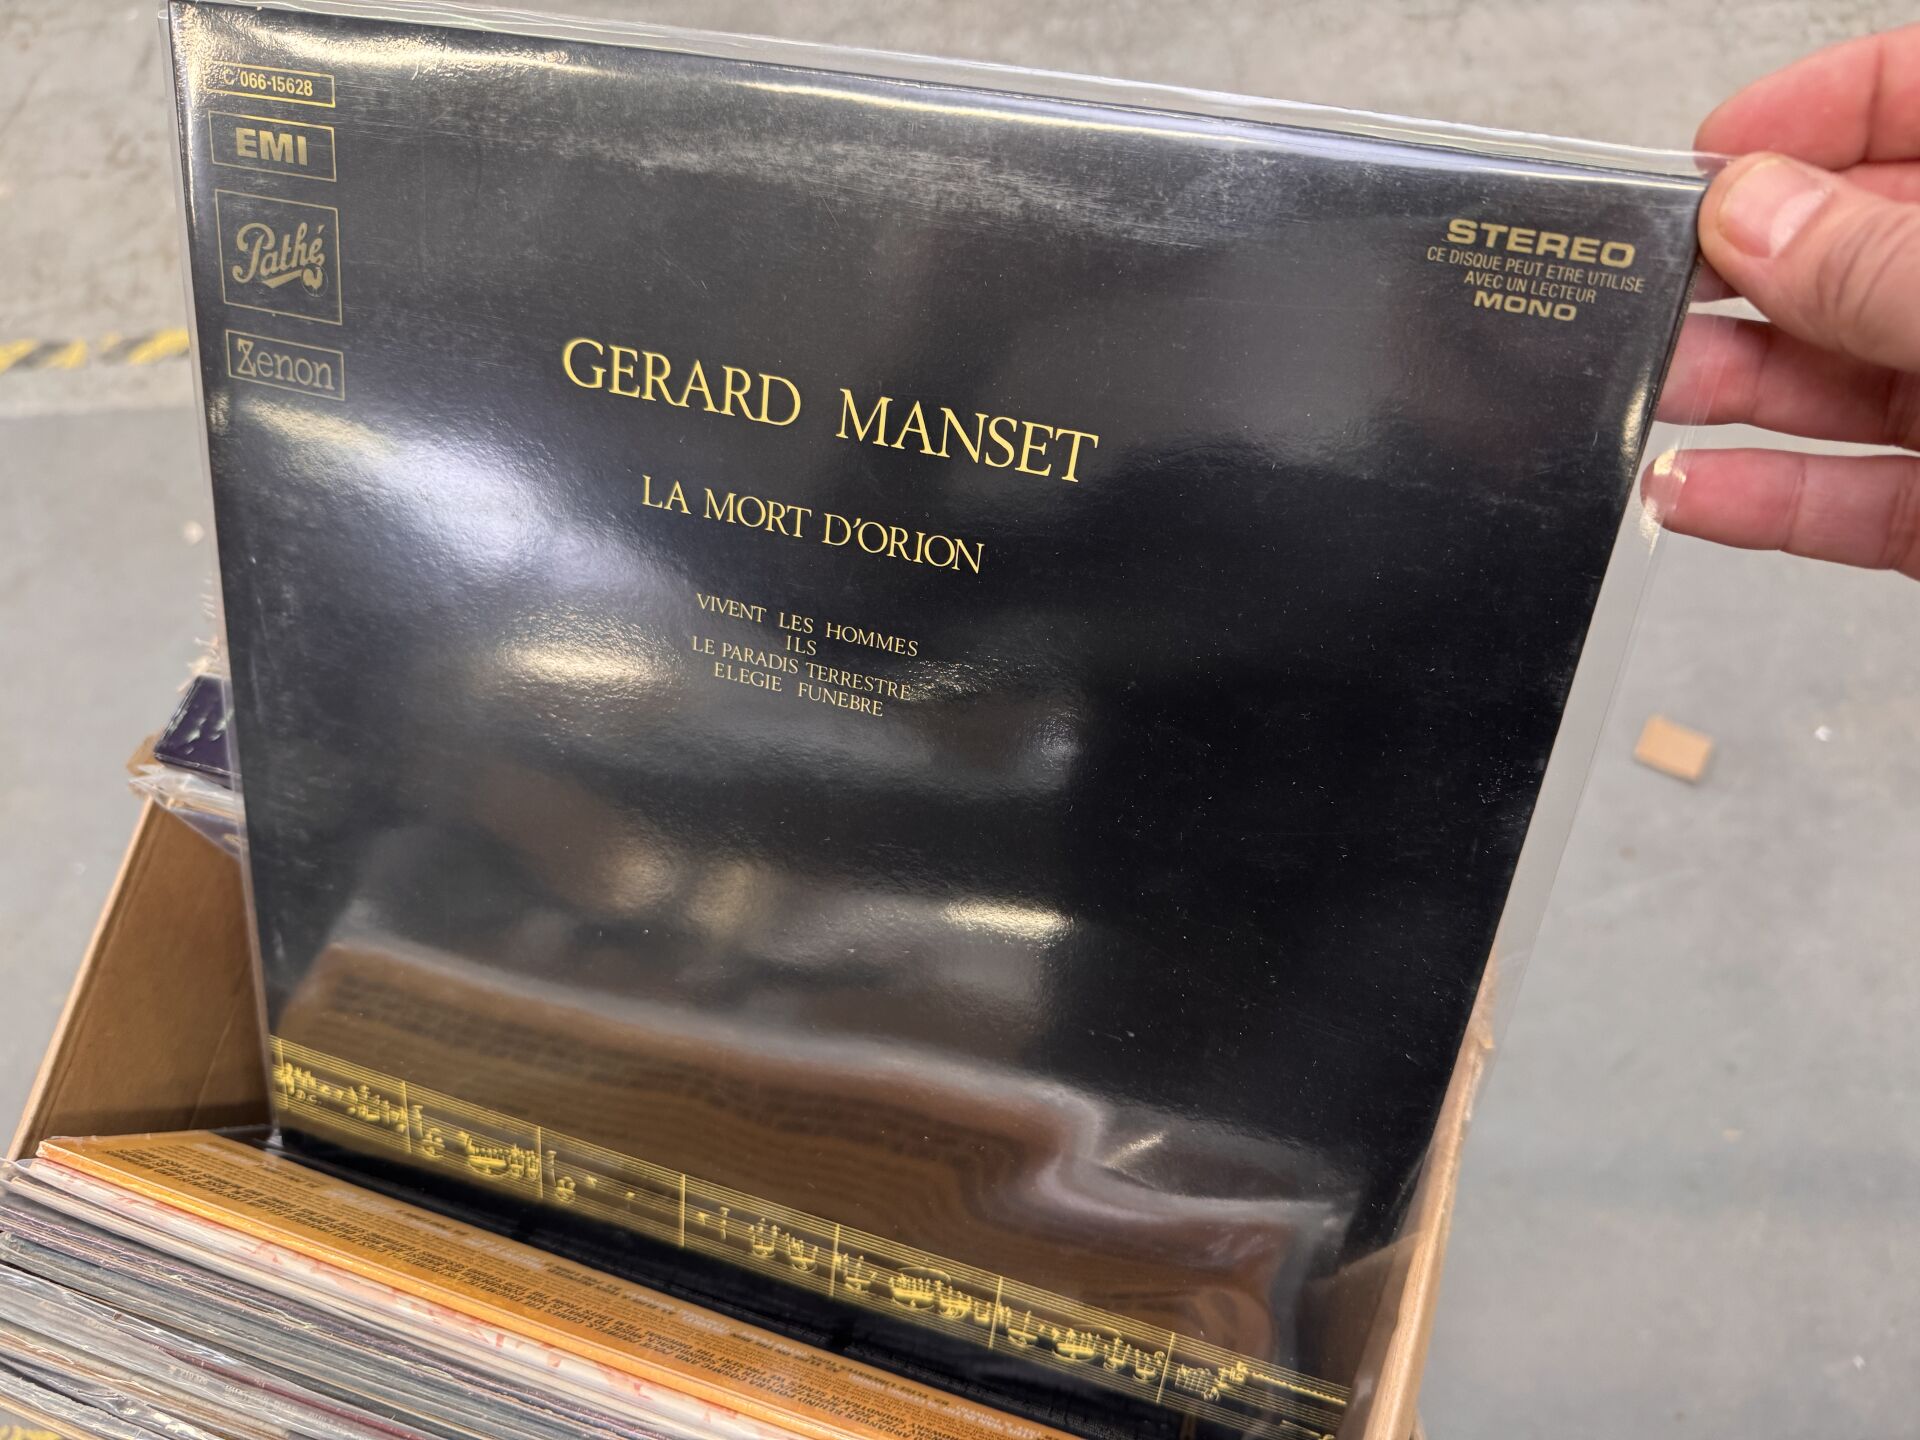 C 066-15628
EMI
Pathé
Zenon
STEREO
CE DISQUE PEUT ETRE UTILISE
AVEC UN LECTEUR
MONO
GERARD MANSET
LA MORT D'ORION
VIVENT LES HOMMES
ILS
LE PARADIS TERRESTRE
ELEGIE FUNEBRE